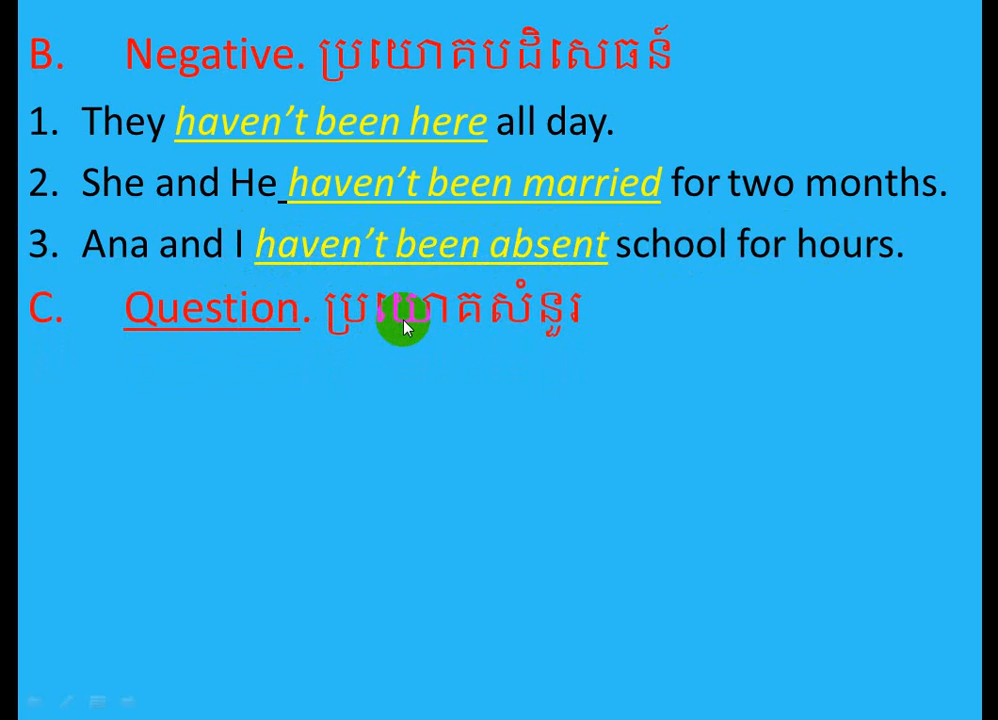 B. Negative. ប្រយោគបដិសេធន៍
1. They haven’t been here all day.
2. She and He haven’t been married for two months.
3. Ana and I haven’t been absent school for hours.
C. Question. ប្រយោគសំនួរ